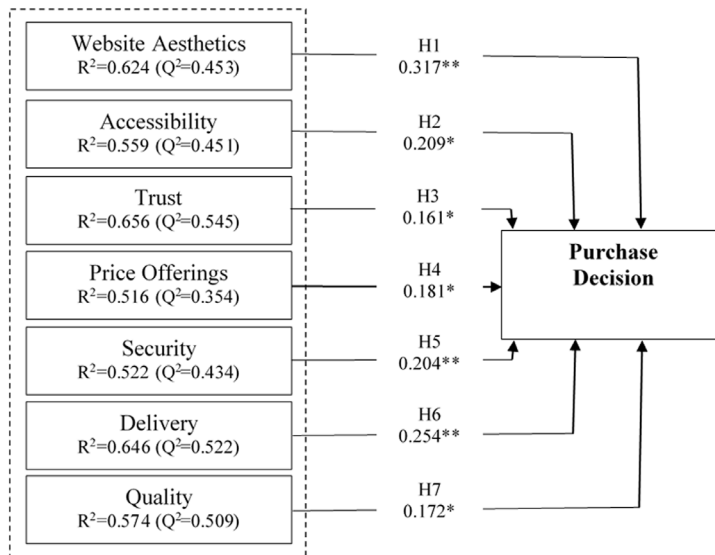 Website Aesthetics
R²=0.624 (Q²=0.453)
H1
0.317**
Accessibility
R²=0.559 (Q²=0.451)
H2
0.209*
Trust
R²=0.656 (Q²=0.545)
H3
0.161*
Price Offerings
R²=0.516 (Q²=0.354)
H4
0.181*
Security
R²=0.522 (Q²=0.434)
H5
0.204**
Delivery
R²=0.646 (Q²=0.522)
H6
0.254**
Quality
R²=0.574 (Q²=0.509)
H7
0.172*
Purchase
Decision